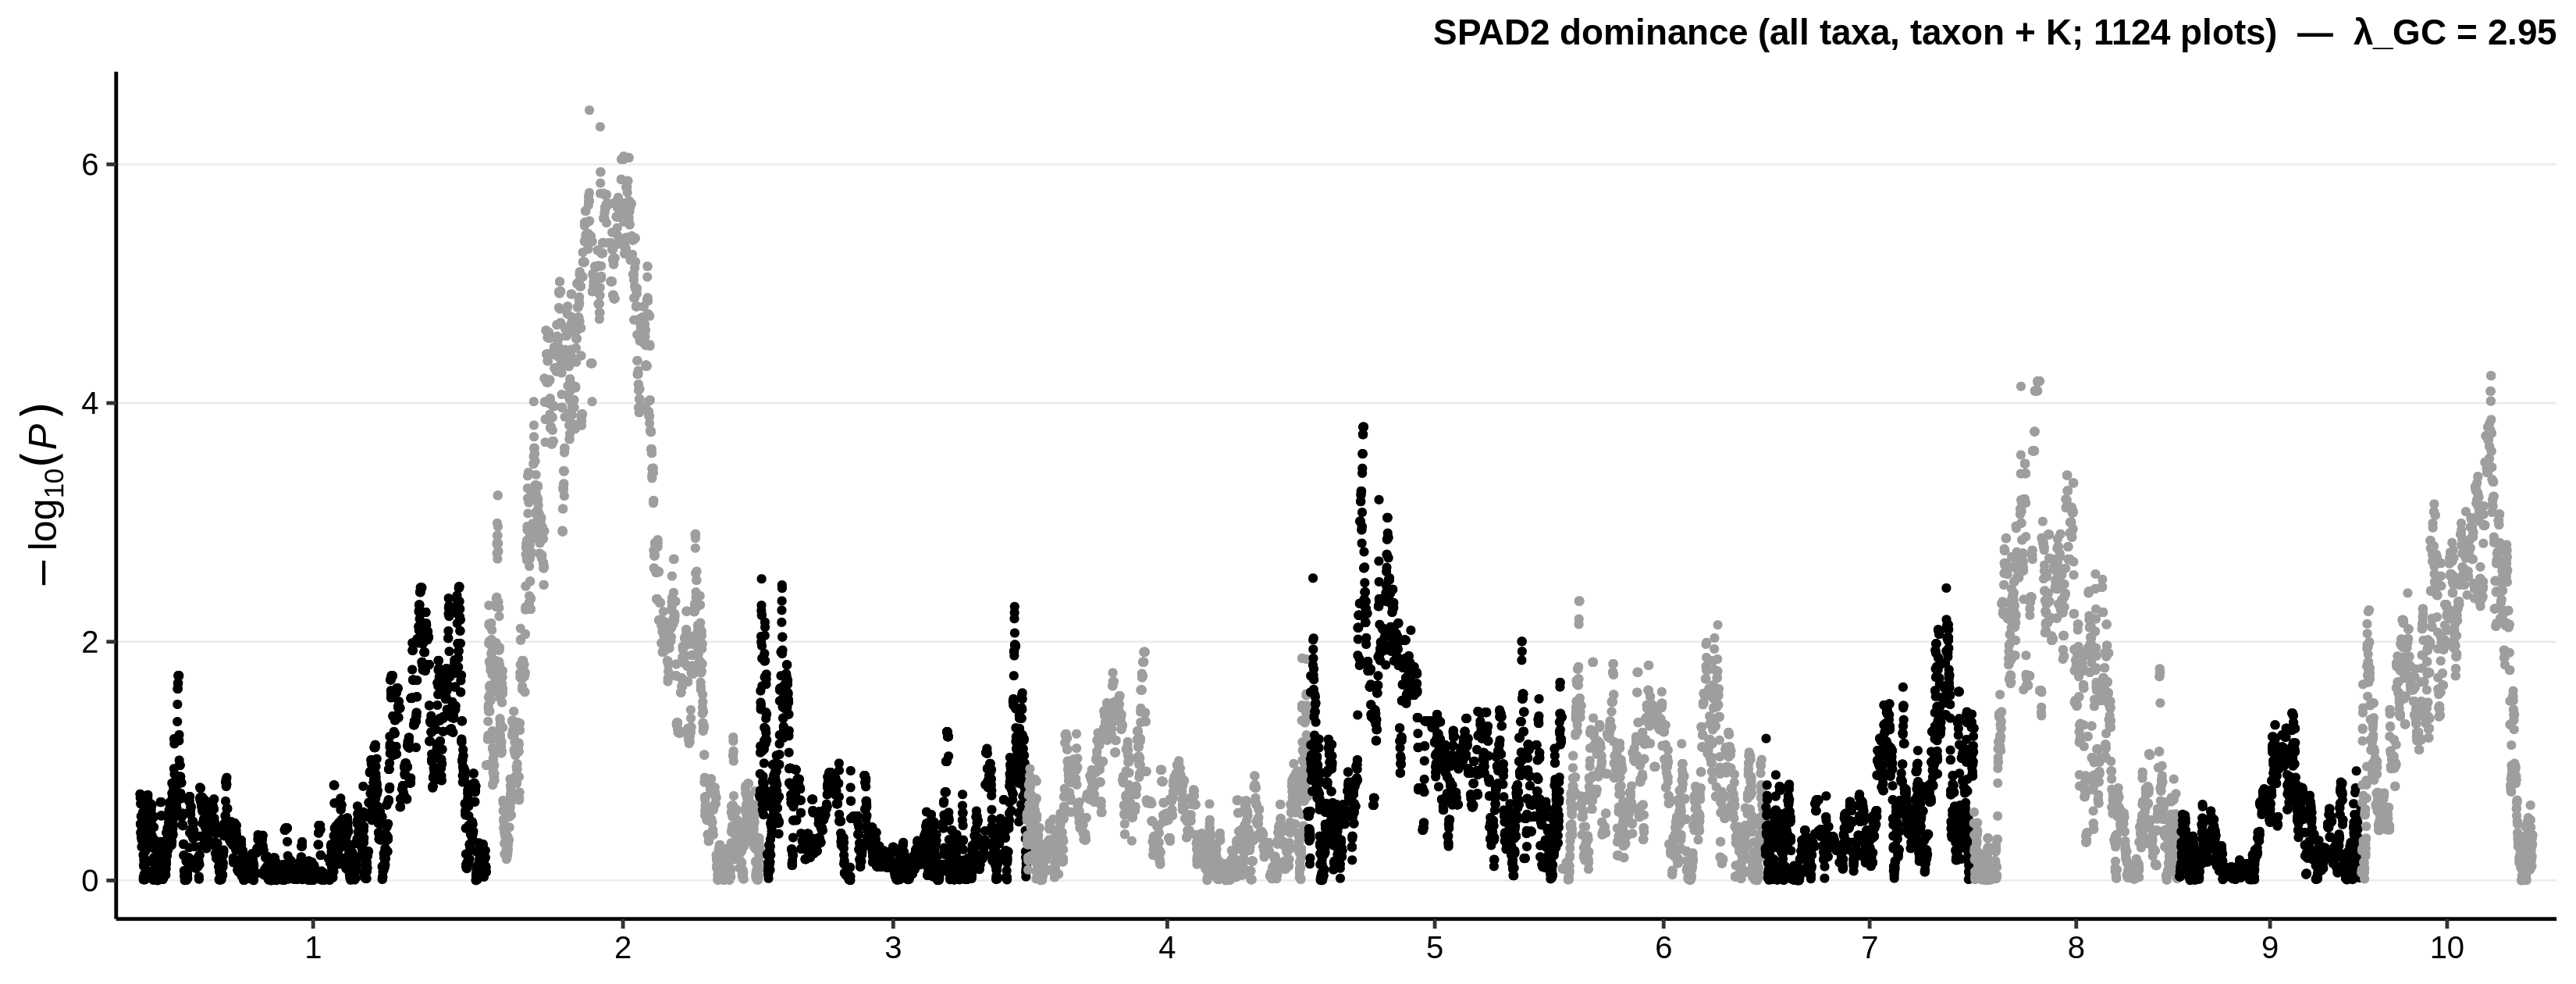 SPAD2 dominance (all taxa, taxon + K; 1124 plots) — λ_GC = 2.95
− log10(P)
6
4
2
0
1 2 3 4 5 6 7 8 9 10